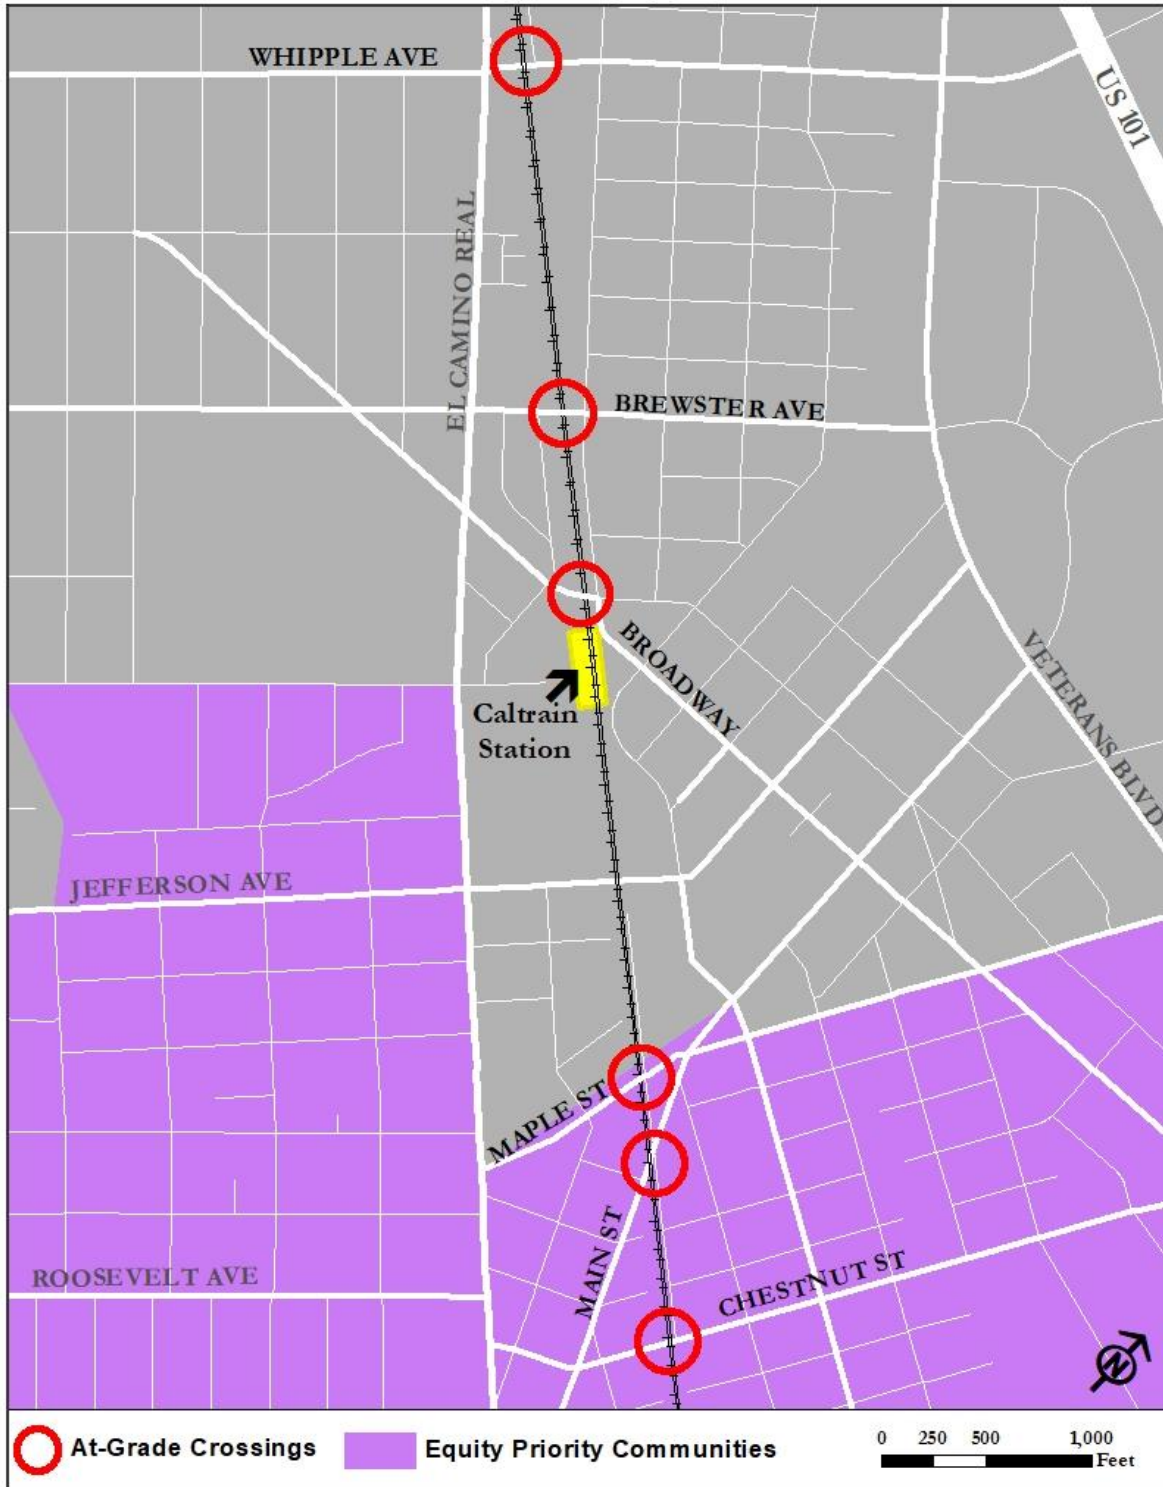 WHIPPLE AVE
US 101
EL CAMINO REAL
BREWSTER AVE
BROADWAY
VETERANS BLVD
Caltrain
Station
JEFFERSON AVE
MAPLE ST
MAIN ST
CHESTNUT ST
ROOSEVELT AVE
N
At-Grade Crossings
Equity Priority Communities
0 250 500 1,000
Feet